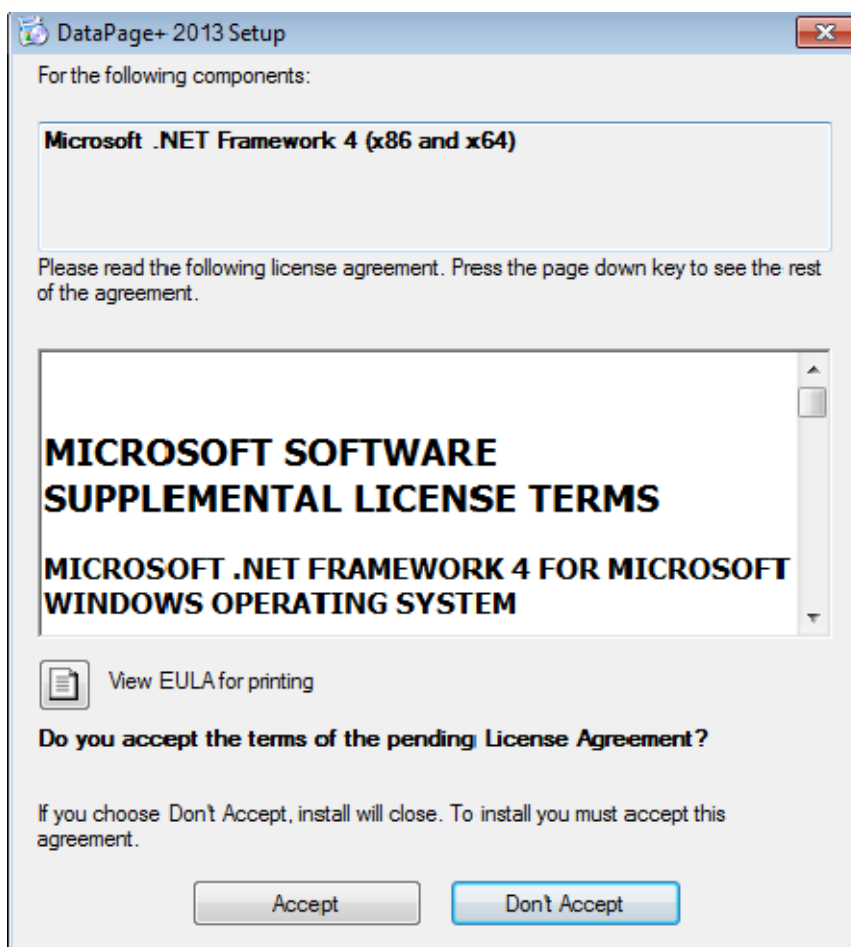 DataPage+ 2013 Setup
For the following components:
Microsoft .NET Framework 4 (x86 and x64)
Please read the following license agreement. Press the page down key to see the rest
of the agreement.
MICROSOFT SOFTWARE
SUPPLEMENTAL LICENSE TERMS
MICROSOFT .NET FRAMEWORK 4 FOR MICROSOFT
WINDOWS OPERATING SYSTEM
View EULA for printing
Do you accept the terms of the pending License Agreement?
If you choose Don't Accept, install will close. To install you must accept this
agreement.
Accept Don't Accept